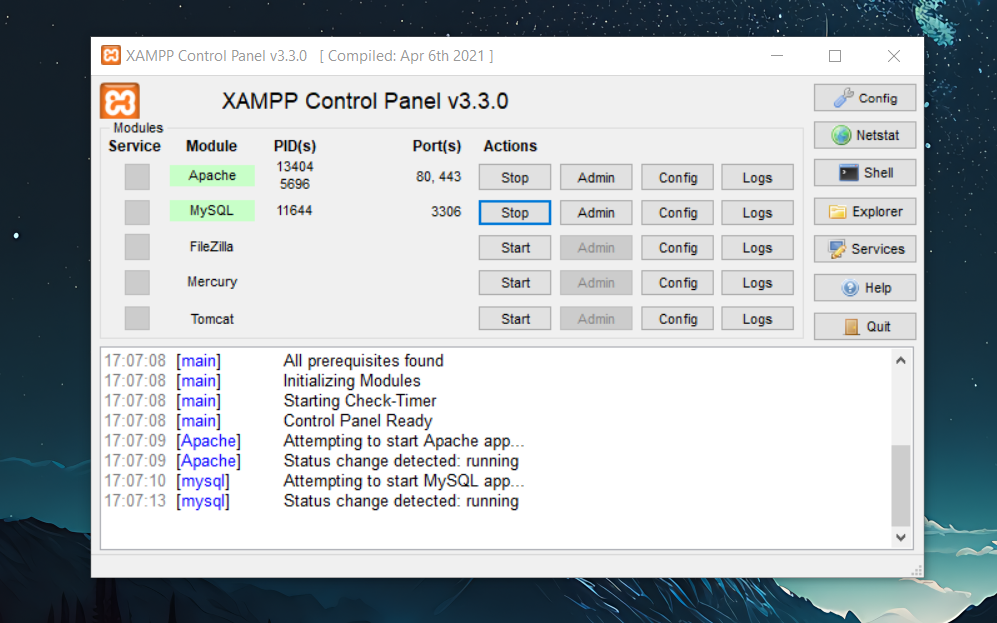 XAMPP Control Panel v3.3.0 [ Compiled: Apr 6th 2021 ]
XAMPP Control Panel v3.3.0
Config
Modules
Service Module PID(s) Port(s) Actions
Netstat
Apache 13404 5696 80, 443 Stop Admin Config Logs
Shell
MySQL 11644 3306 Stop Admin Config Logs
Explorer
FileZilla Start Admin Config Logs
Services
Mercury Start Admin Config Logs
Help
Tomcat Start Admin Config Logs
Quit
17:07:08 [main] All prerequisites found
17:07:08 [main] Initializing Modules
17:07:08 [main] Starting Check-Timer
17:07:08 [main] Control Panel Ready
17:07:09 [Apache] Attempting to start Apache app...
17:07:09 [Apache] Status change detected: running
17:07:10 [mysql] Attempting to start MySQL app...
17:07:13 [mysql] Status change detected: running